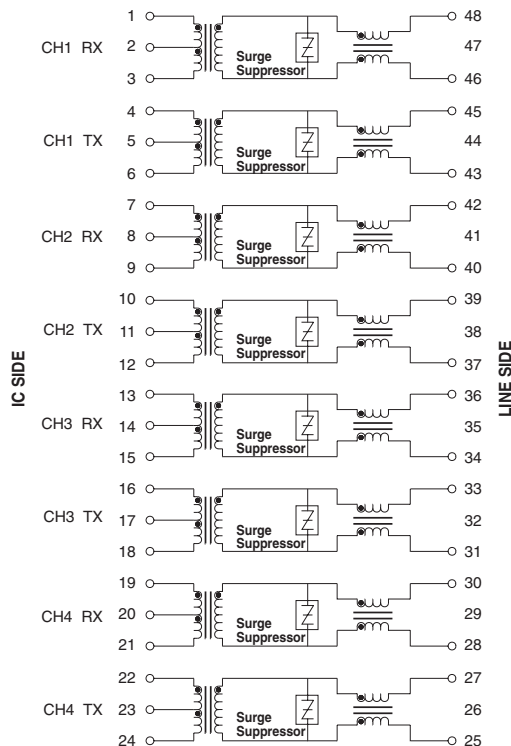 1 48
CH1 RX 2 47
3 Surge Suppressor 46
4 45
CH1 TX 5 44
6 Surge Suppressor 43
7 42
CH2 RX 8 41
9 Surge Suppressor 40
10 39
CH2 TX 11 38
12 Surge Suppressor 37
IC SIDE
LINE SIDE
13 36
CH3 RX 14 35
15 Surge Suppressor 34
16 33
CH3 TX 17 32
18 Surge Suppressor 31
19 30
CH4 RX 20 29
21 Surge Suppressor 28
22 27
CH4 TX 23 26
24 Surge Suppressor 25